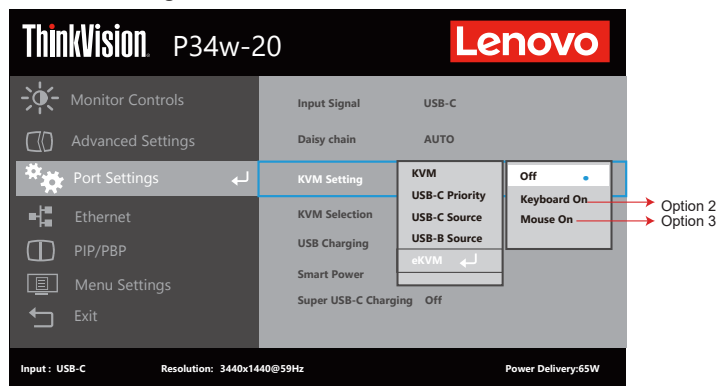 ThinkVision P34w-20 Lenovo
Monitor Controls
Advanced Settings
Port Settings
Ethernet
PIP/PBP
Menu Settings
Exit
Input Signal USB-C
Daisy chain AUTO
KVM Setting
KVM Selection
USB Charging
Smart Power
Super USB-C Charging Off
KVM
USB-C Priority
USB-C Source
USB-B Source
eKVM
Off
Keyboard On
Mouse On
Option 2
Option 3
Input : USB-C Resolution: 3440x1440@59Hz Power Delivery:65W